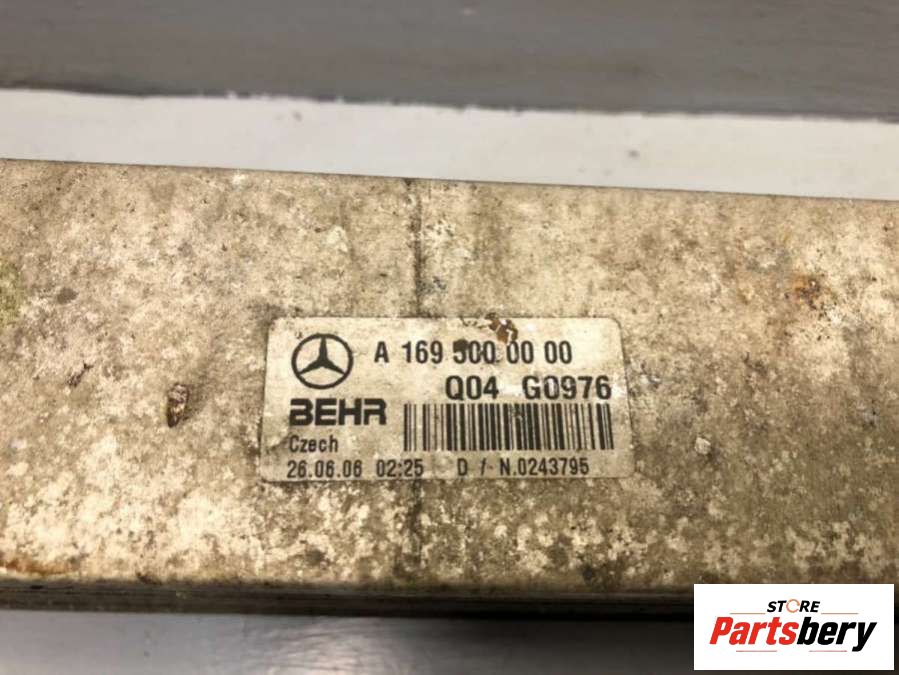 A 169 500 00 00
Q04 G0976
BEHR
Czech
26.06.06 02:25 D / N.0243795
STORE
Partsbery